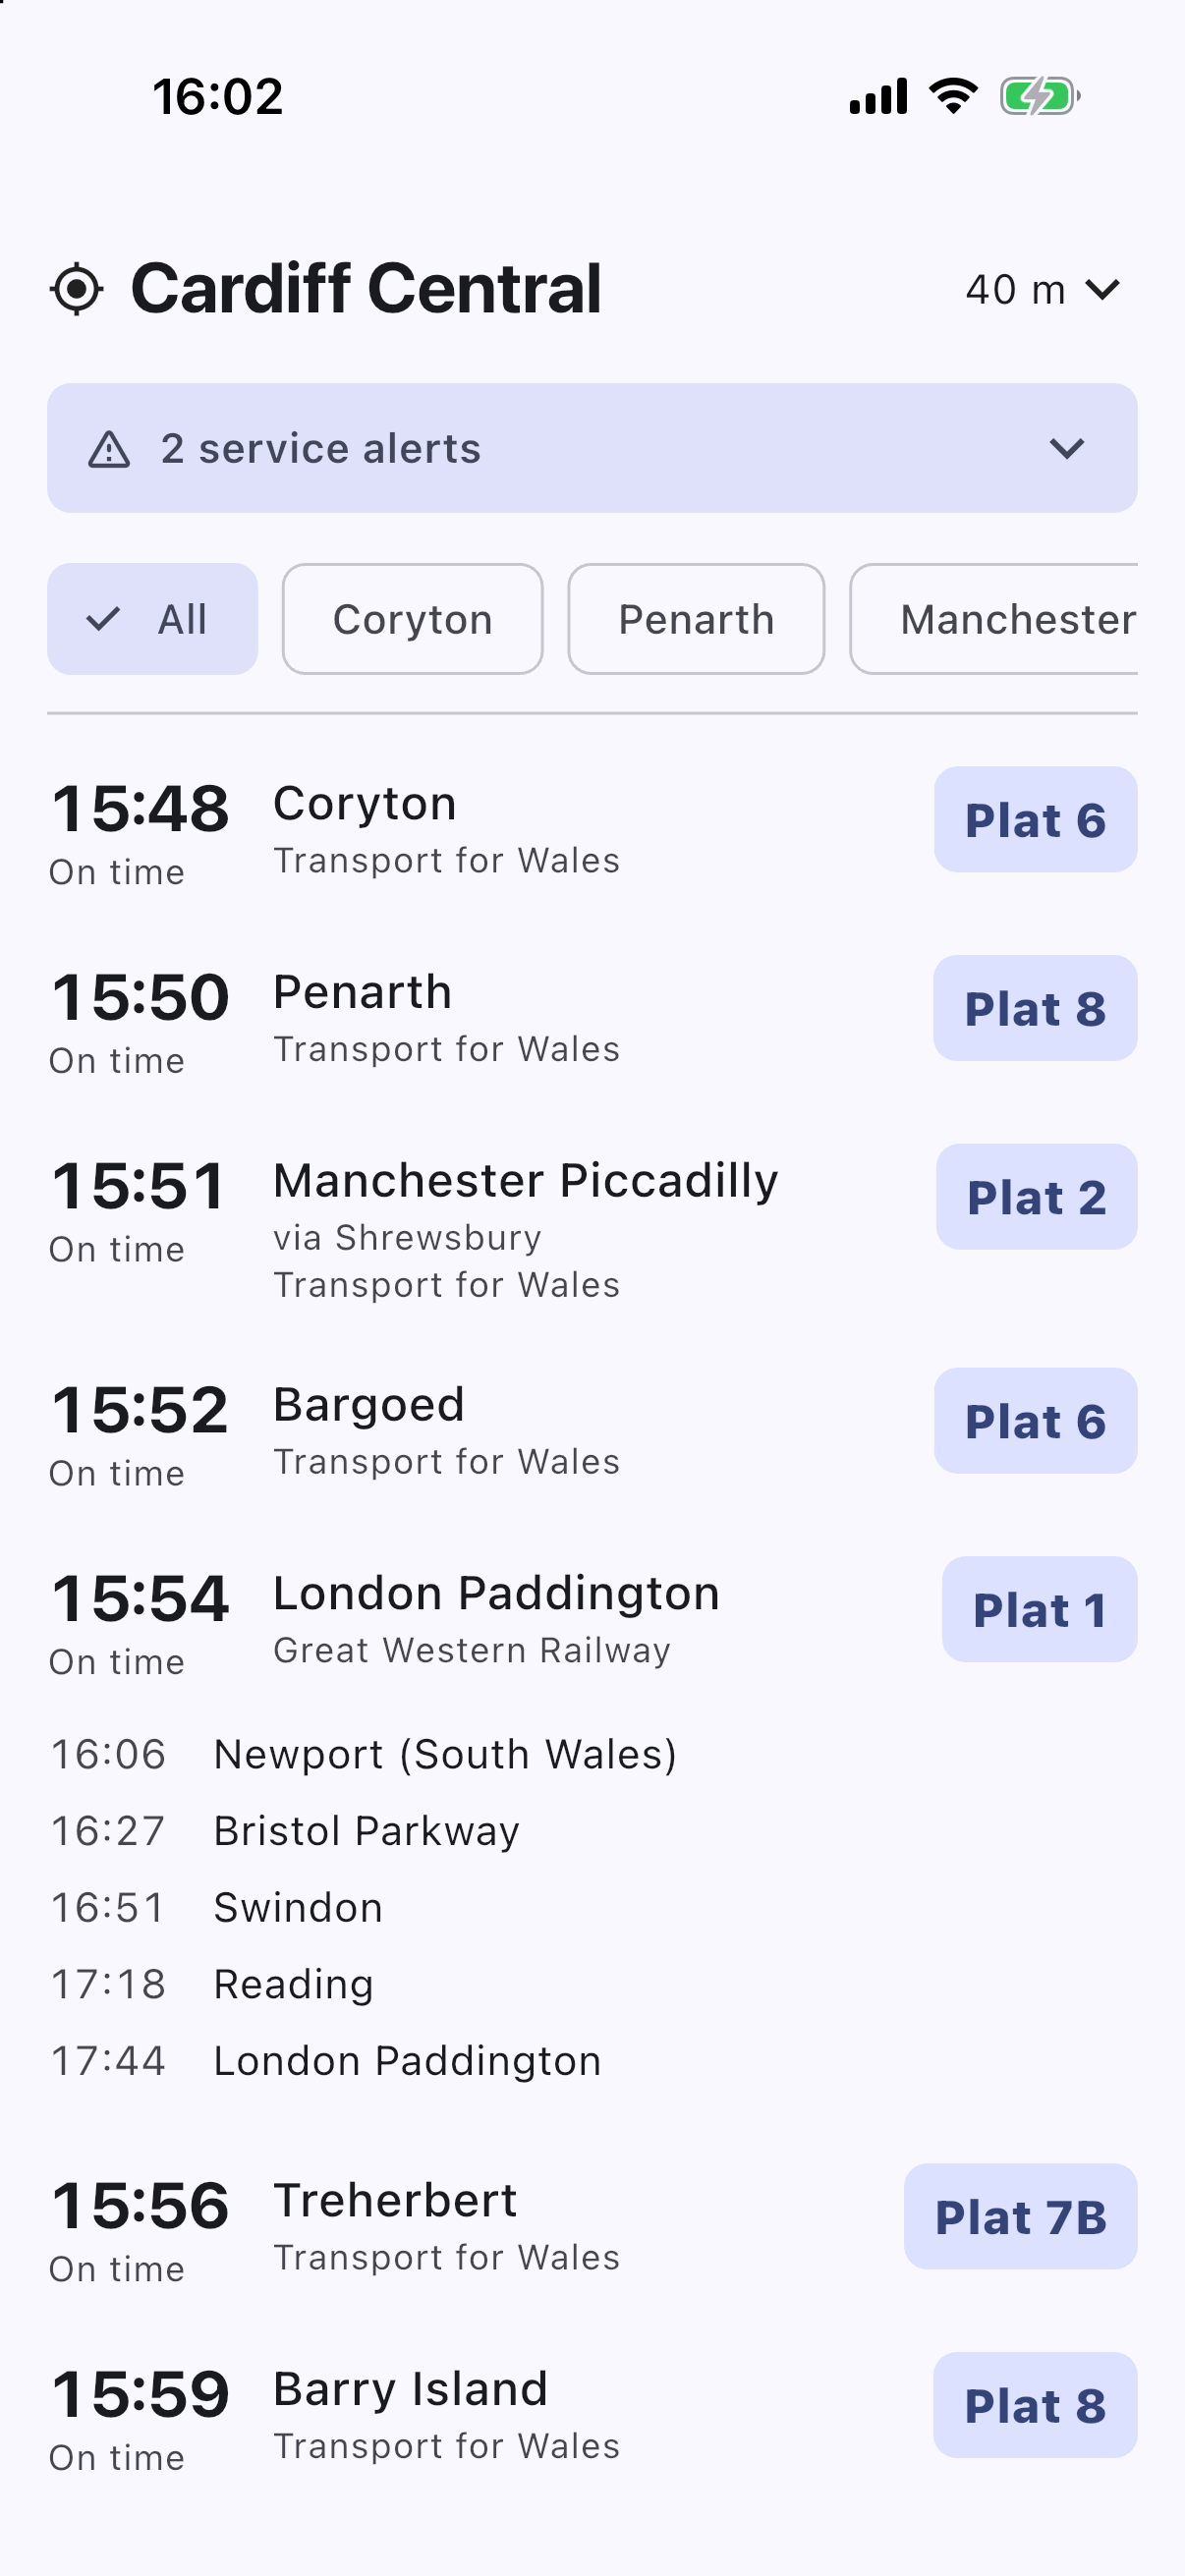 16:02
Cardiff Central
40 m
2 service alerts
All
Coryton
Penarth
Manchester
15:48 Coryton Plat 6
On time Transport for Wales
15:50 Penarth Plat 8
On time Transport for Wales
15:51 Manchester Piccadilly Plat 2
On time via Shrewsbury
Transport for Wales
15:52 Bargoed Plat 6
On time Transport for Wales
15:54 London Paddington Plat 1
On time Great Western Railway
16:06 Newport (South Wales)
16:27 Bristol Parkway
16:51 Swindon
17:18 Reading
17:44 London Paddington
15:56 Treherbert Plat 7B
On time Transport for Wales
15:59 Barry Island Plat 8
On time Transport for Wales